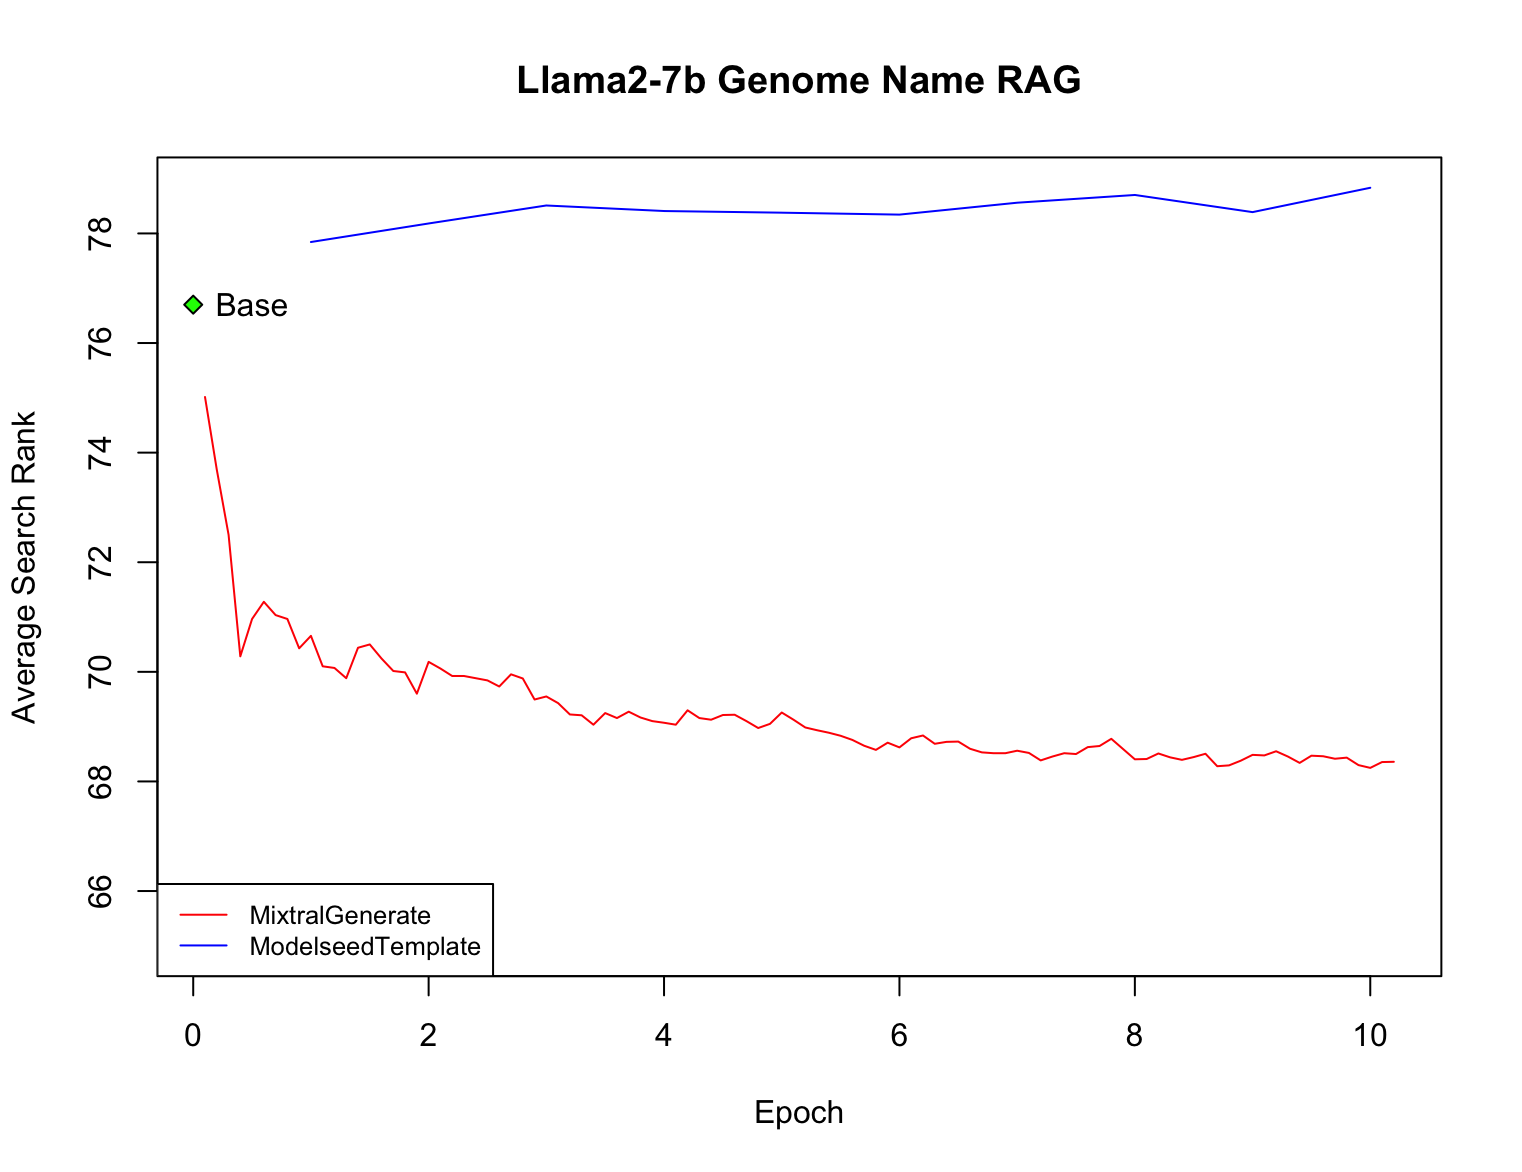 Llama2-7b Genome Name RAG
Average Search Rank
78
76
74
72
70
68
66
Base
MixtralGenerate
ModelseedTemplate
0 2 4 6 8 10
Epoch